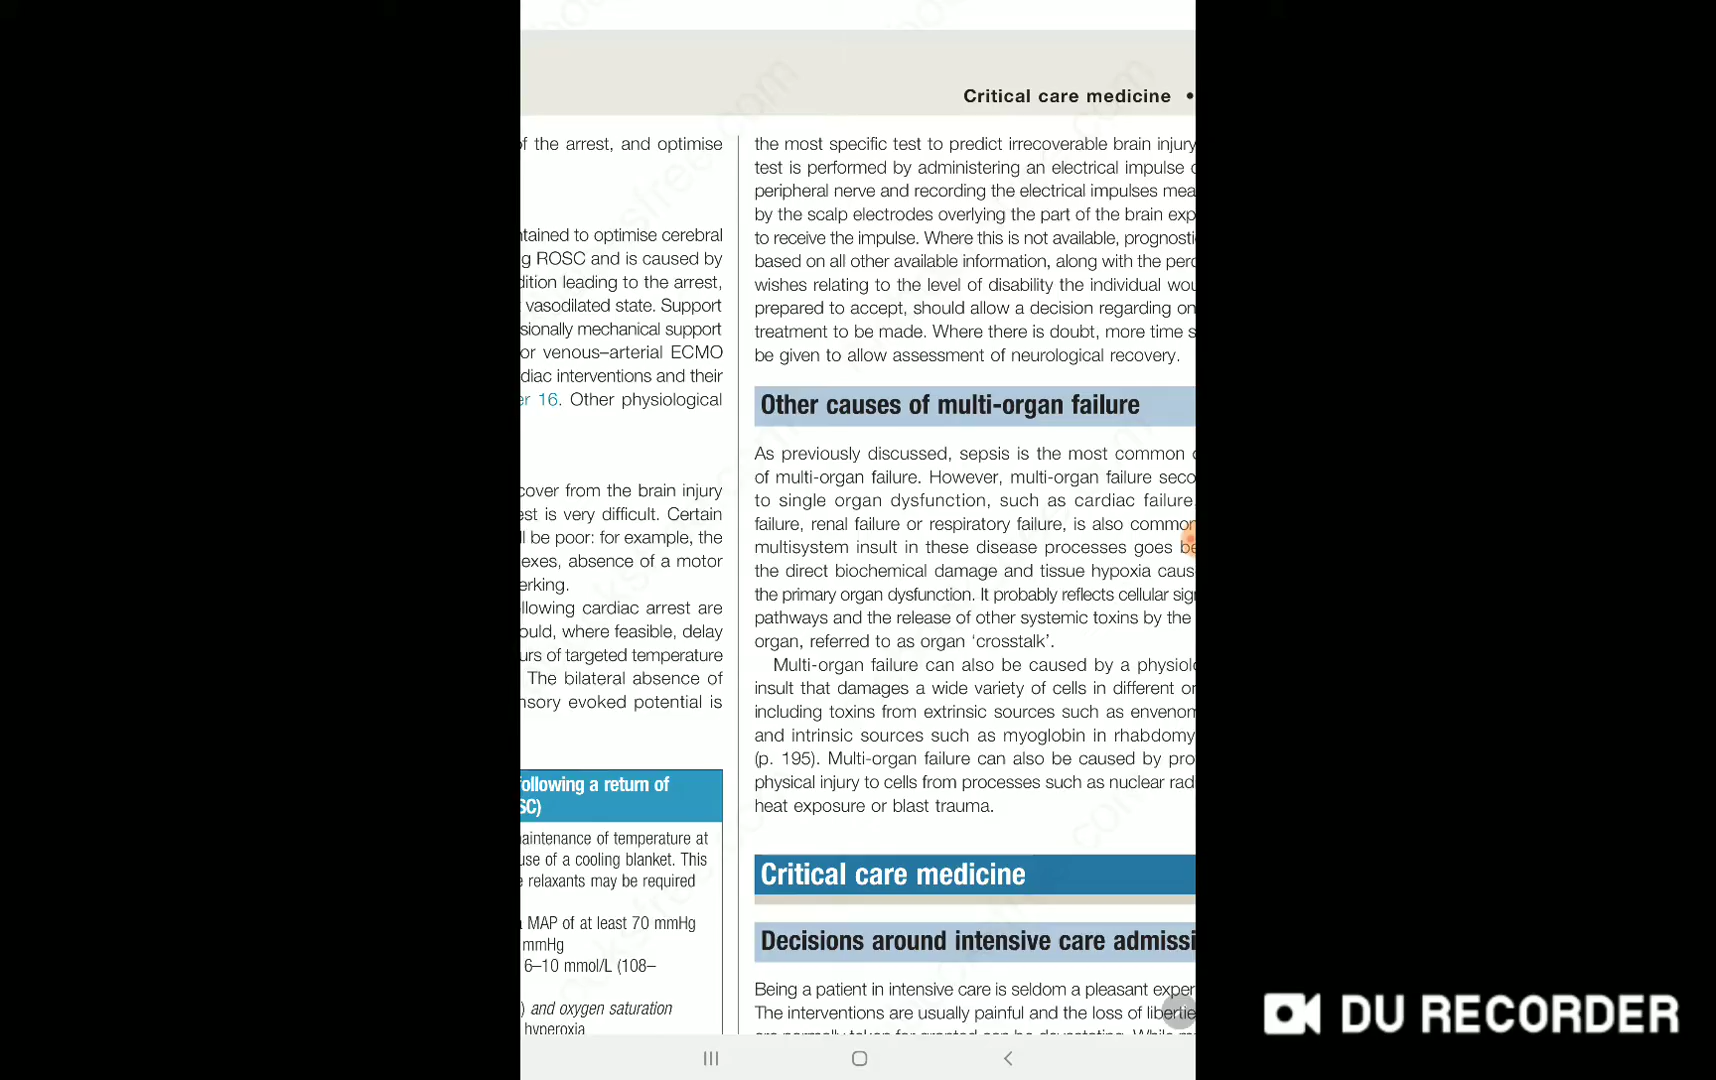 Critical care medicine •
of the arrest, and optimise
ntained to optimise cerebral
g ROSC and is caused by
dition leading to the arrest,
vasodilated state. Support
sionally mechanical support
or venous–arterial ECMO
diac interventions and their
er 16. Other physiological
cover from the brain injury
est is very difficult. Certain
ll be poor: for example, the
exes, absence of a motor
erking.
llowing cardiac arrest are
ould, where feasible, delay
urs of targeted temperature
The bilateral absence of
nsory evoked potential is
following a return of
SC)
naintenance of temperature at
use of a cooling blanket. This
e relaxants may be required
MAP of at least 70 mmHg
mmHg
6–10 mmol/L (108–
) and oxygen saturation
hyperoxia
the most specific test to predict irrecoverable brain injury
test is performed by administering an electrical impulse
peripheral nerve and recording the electrical impulses mea
by the scalp electrodes overlying the part of the brain exp
to receive the impulse. Where this is not available, prognosti
based on all other available information, along with the perc
wishes relating to the level of disability the individual wou
prepared to accept, should allow a decision regarding on
treatment to be made. Where there is doubt, more time s
be given to allow assessment of neurological recovery.
Other causes of multi-organ failure
As previously discussed, sepsis is the most common
of multi-organ failure. However, multi-organ failure seco
to single organ dysfunction, such as cardiac failure,
failure, renal failure or respiratory failure, is also common
multisystem insult in these disease processes goes be
the direct biochemical damage and tissue hypoxia caus
the primary organ dysfunction. It probably reflects cellular sig
pathways and the release of other systemic toxins by the
organ, referred to as organ ‘crosstalk’.
Multi-organ failure can also be caused by a physiolo
insult that damages a wide variety of cells in different or
including toxins from extrinsic sources such as envenom
and intrinsic sources such as myoglobin in rhabdomy
(p. 195). Multi-organ failure can also be caused by pro
physical injury to cells from processes such as nuclear radi
heat exposure or blast trauma.
Critical care medicine
Decisions around intensive care admissi
Being a patient in intensive care is seldom a pleasant exper
The interventions are usually painful and the loss of libertie
DU RECORDER